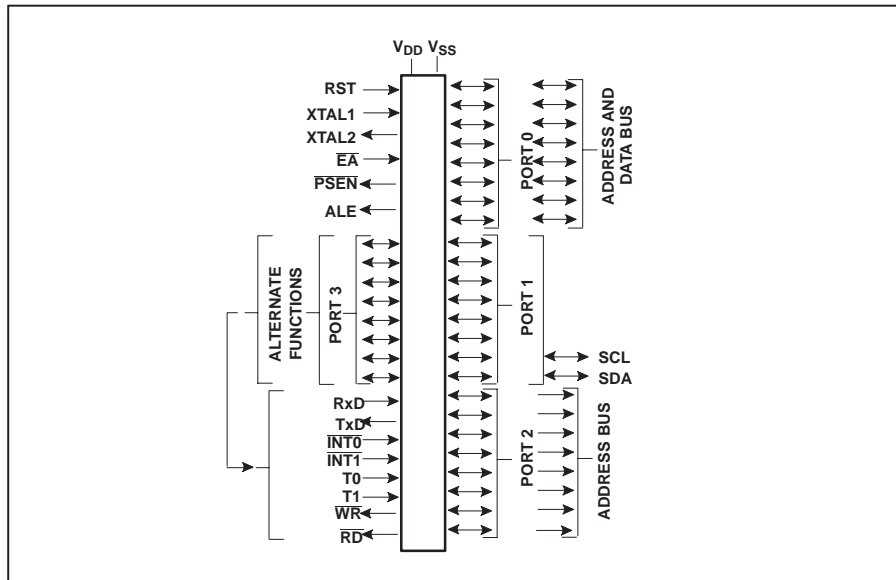 VDD VSS
RST
XTAL1
XTAL2
EA
PSEN
ALE
PORT 0
ADDRESS AND
DATA BUS
ALTERNATE
FUNCTIONS
PORT 3
PORT 1
SCL
SDA
RxD
TxD
INT0
INT1
T0
T1
WR
RD
PORT 2
ADDRESS BUS